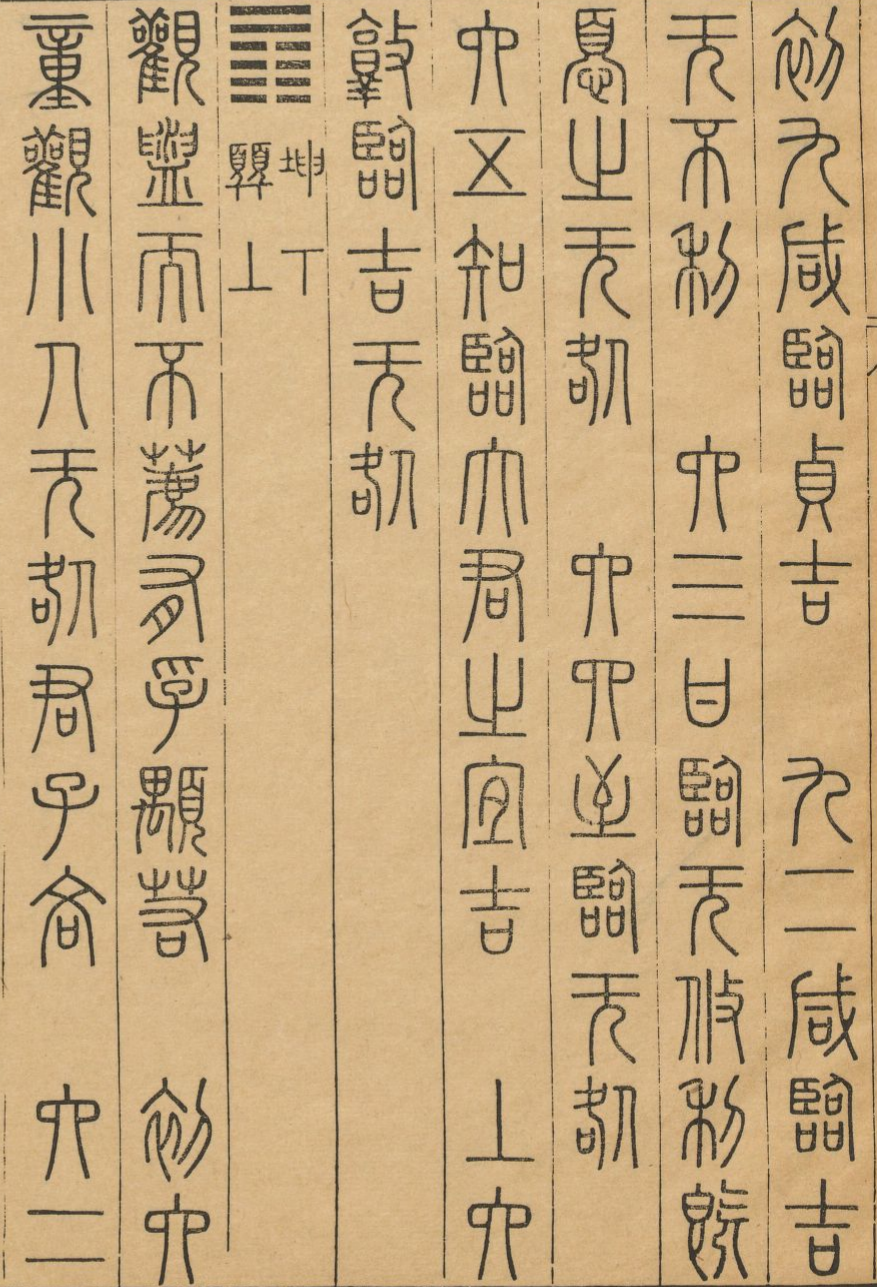 初九咸臨貞吉　九二咸臨吉
无不利　六三甘臨无攸利既
憂之无咎　六四至臨无咎
六五知臨大君之宜吉　上六
敦臨吉无咎
坤下
巽上
觀盥而不薦有孚顒若　初六
童觀小人无咎君子吝　六二